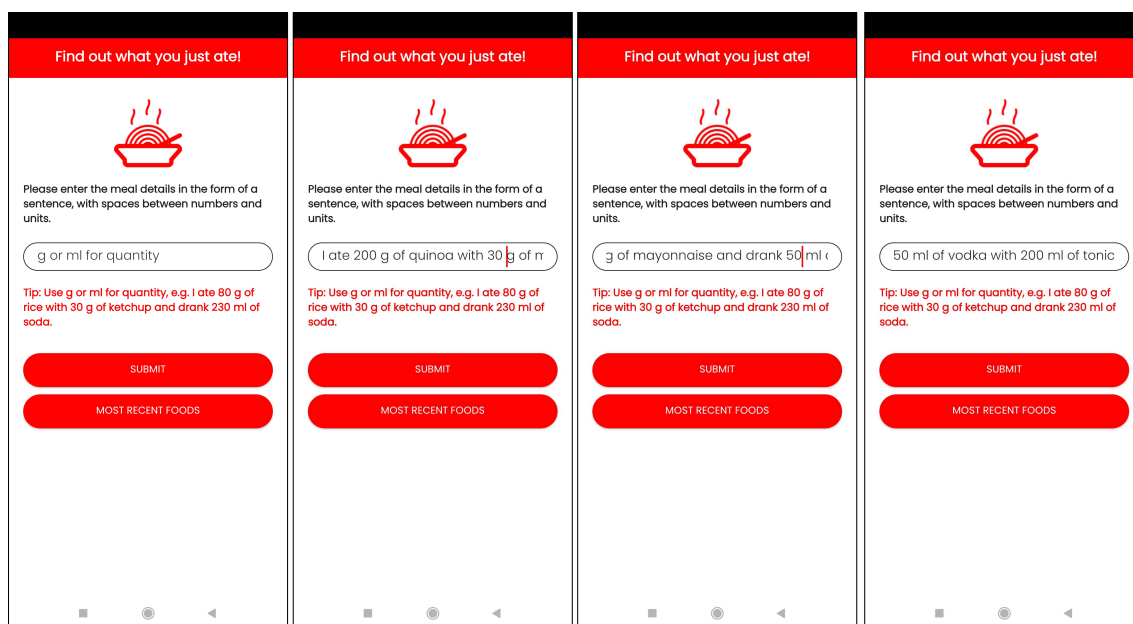 Find out what you just ate!
Please enter the meal details in the form of a
sentence, with spaces between numbers and
units.
g or ml for quantity
Tip: Use g or ml for quantity, e.g. I ate 80 g of
rice with 30 g of ketchup and drank 230 ml of
soda.
SUBMIT
MOST RECENT FOODS
Find out what you just ate!
Please enter the meal details in the form of a
sentence, with spaces between numbers and
units.
I ate 200 g of quinoa with 30 g of m
Tip: Use g or ml for quantity, e.g. I ate 80 g of
rice with 30 g of ketchup and drank 230 ml of
soda.
SUBMIT
MOST RECENT FOODS
Find out what you just ate!
Please enter the meal details in the form of a
sentence, with spaces between numbers and
units.
g of mayonnaise and drank 50 ml
Tip: Use g or ml for quantity, e.g. I ate 80 g of
rice with 30 g of ketchup and drank 230 ml of
soda.
SUBMIT
MOST RECENT FOODS
Find out what you just ate!
Please enter the meal details in the form of a
sentence, with spaces between numbers and
units.
50 ml of vodka with 200 ml of tonic
Tip: Use g or ml for quantity, e.g. I ate 80 g of
rice with 30 g of ketchup and drank 230 ml of
soda.
SUBMIT
MOST RECENT FOODS